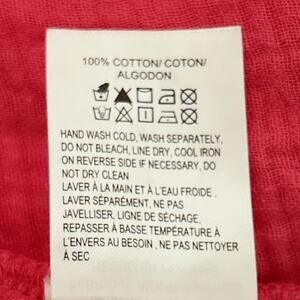 100% COTTON/ COTON/
ALGODON
HAND WASH COLD, WASH SEPARATELY,
DO NOT BLEACH, LINE DRY, COOL IRON
ON REVERSE SIDE IF NECESSARY, DO
NOT DRY CLEAN
LAVER À LA MAIN ET À L'EAU FROIDE ,
LAVER SÉPARÉMENT, NE PAS
JAVELLISER, LIGNE DE SÉCHAGE,
REPASSER À BASSE TEMPÉRATURE À
L'ENVERS AU BESOIN , NE PAS NETTOYER
À SEC